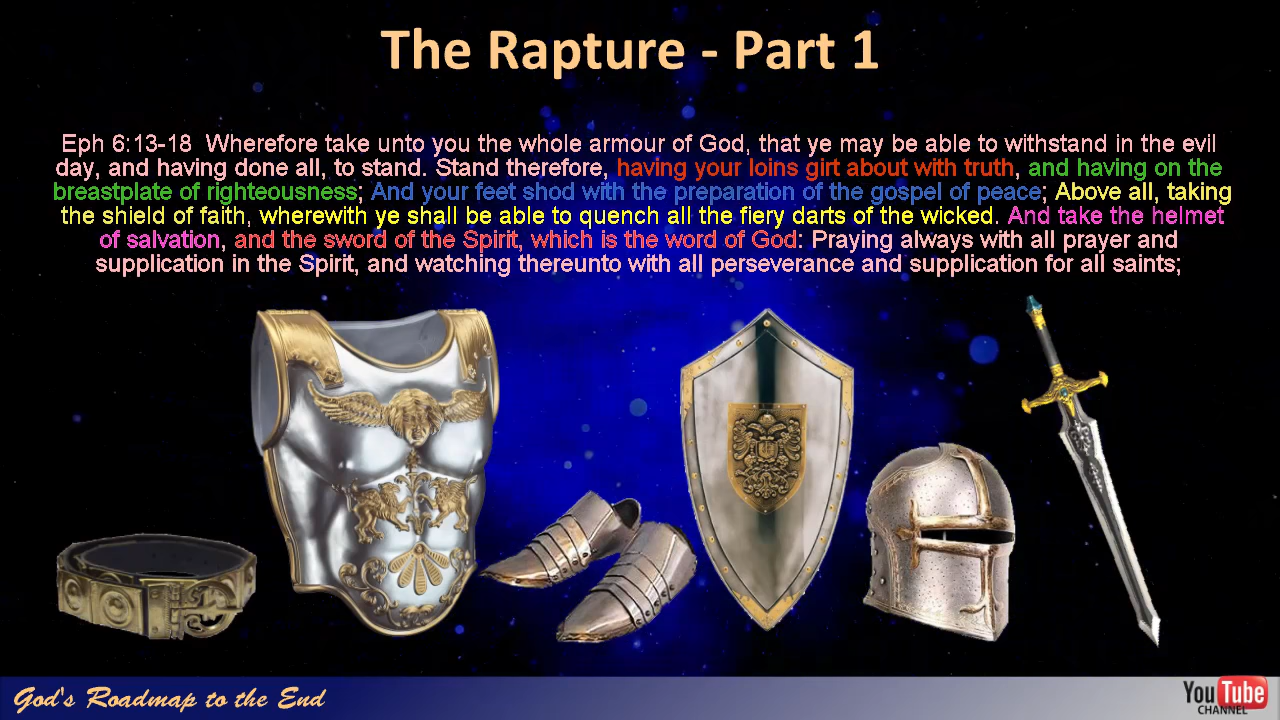 The Rapture - Part 1
Eph 6:13-18  Wherefore take unto you the whole armour of God, that ye may be able to withstand in the evil
day, and having done all, to stand. Stand therefore, having your loins girt about with truth, and having on the
breastplate of righteousness; And your feet shod with the preparation of the gospel of peace; Above all, taking
the shield of faith, wherewith ye shall be able to quench all the fiery darts of the wicked. And take the helmet
of salvation, and the sword of the Spirit, which is the word of God: Praying always with all prayer and
supplication in the Spirit, and watching thereunto with all perseverance and supplication for all saints;
God's Roadmap to the End
YouTube
CHANNEL